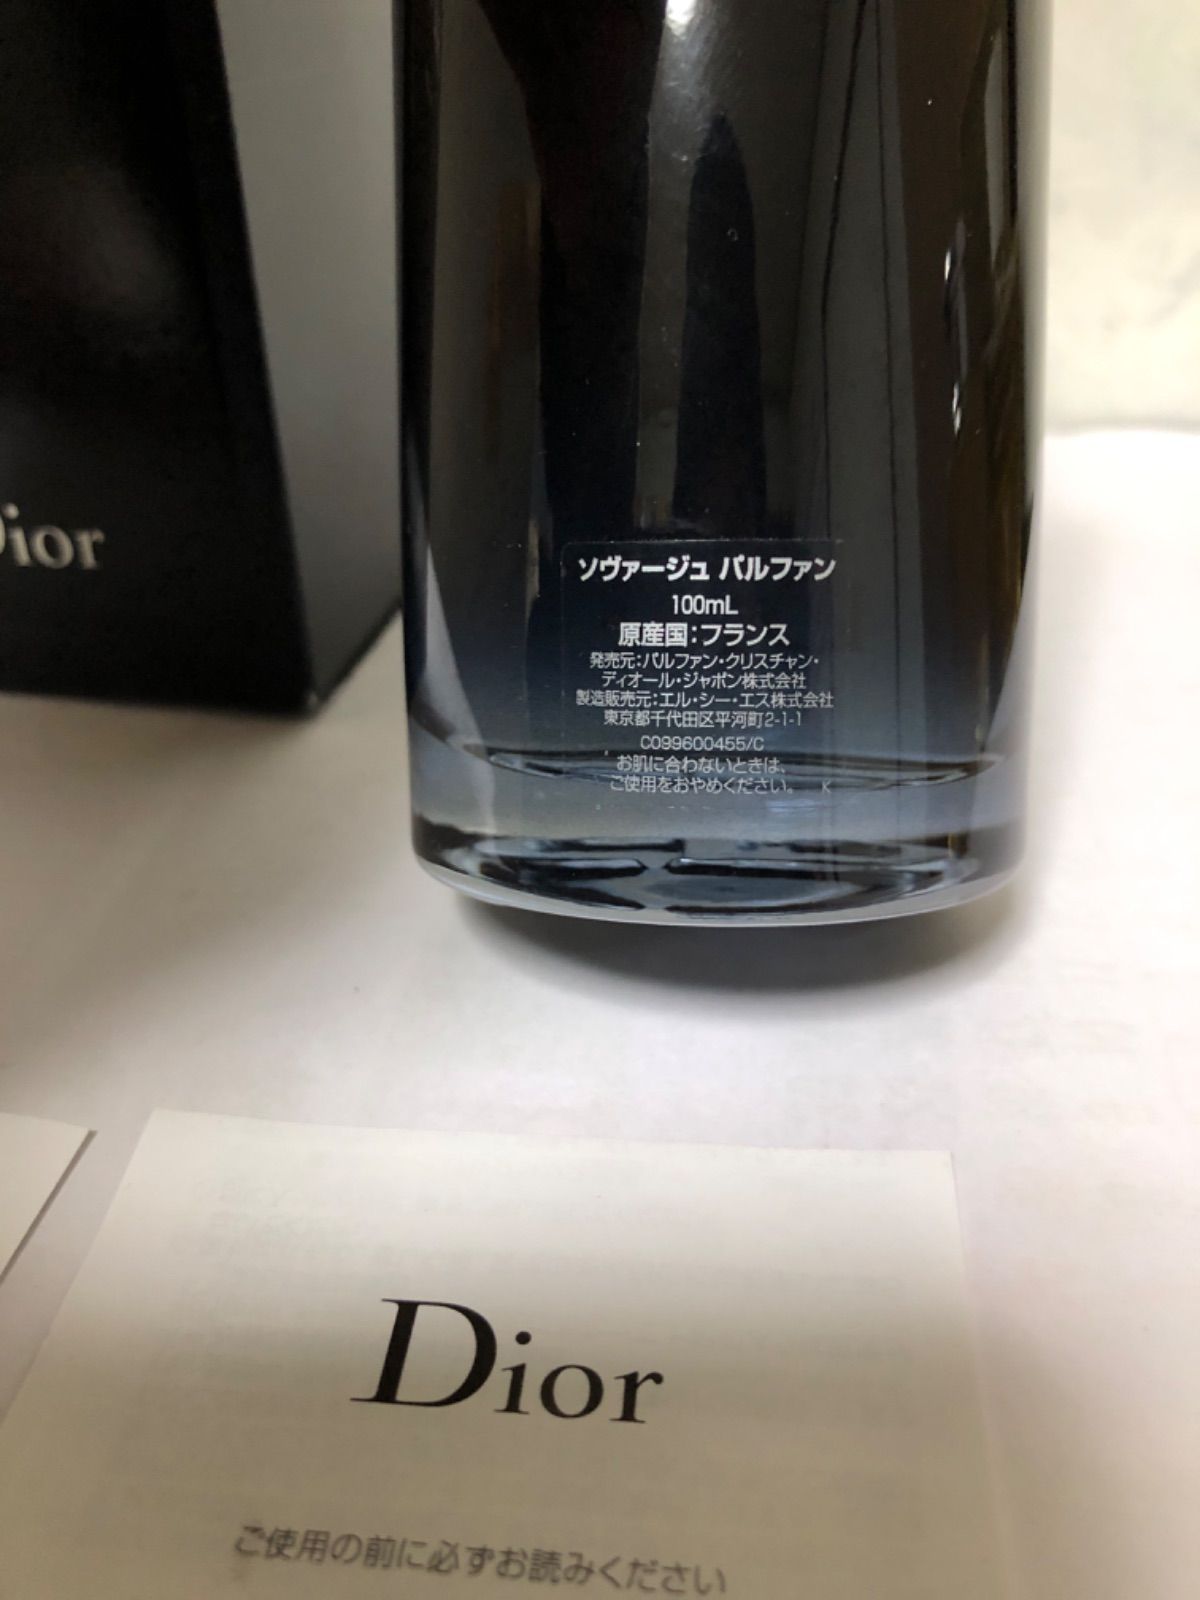 Dior
ソヴァージュ パルファン
100mL
原産国:フランス
発売元:パルファン・クリスチャン・
ディオール・ジャポン株式会社
製造販売元:エル・シー・エス株式会社
東京都千代田区平河町2-1-1
C099600455/C
お肌に合わないときは、
ご使用をおやめください。 K
Dior
ご使用の前に必ずお読みください